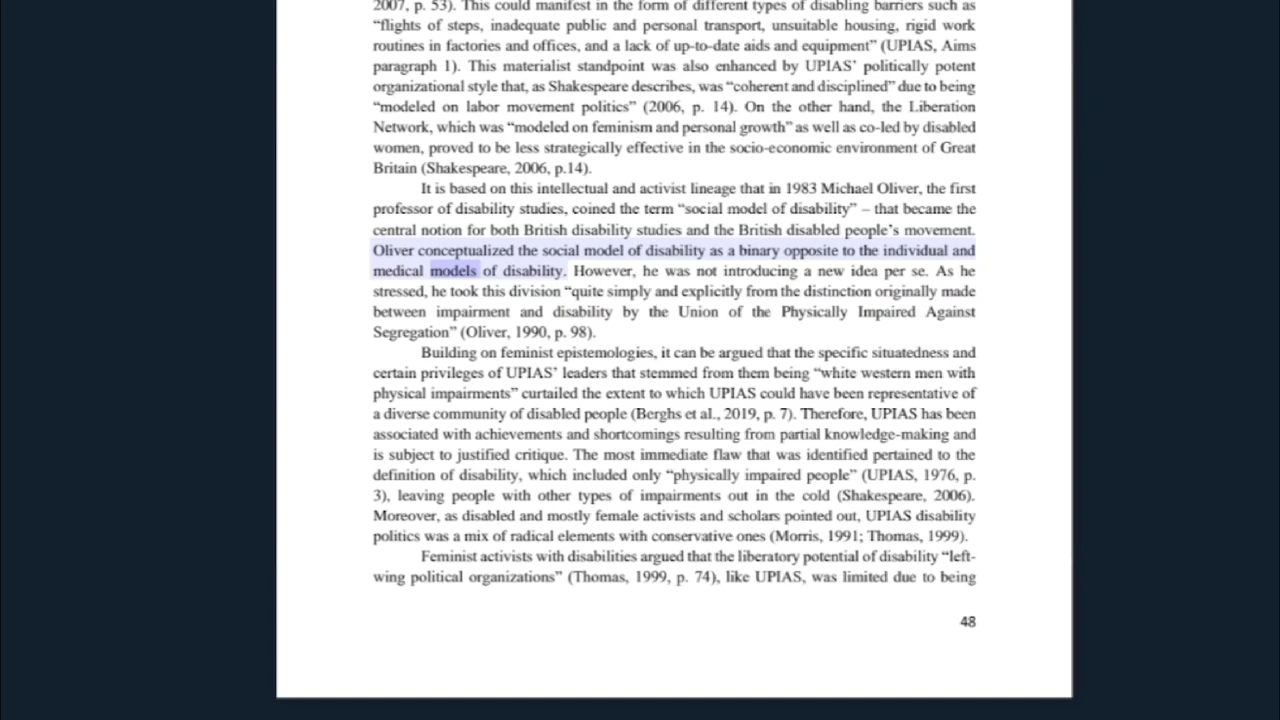 2007, p. 53). This could manifest in the form of different types of disabling barriers such as
“flights of steps, inadequate public and personal transport, unsuitable housing, rigid work
routines in factories and offices, and a lack of up-to-date aids and equipment” (UPIAS, Aims
paragraph 1). This materialist standpoint was also enhanced by UPIAS’ politically potent
organizational style that, as Shakespeare describes, was “coherent and disciplined” due to being
“modeled on labor movement politics” (2006, p. 14). On the other hand, the Liberation
Network, which was “modeled on feminism and personal growth” as well as co-led by disabled
women, proved to be less strategically effective in the socio-economic environment of Great
Britain (Shakespeare, 2006, p.14).
It is based on this intellectual and activist lineage that in 1983 Michael Oliver, the first
professor of disability studies, coined the term “social model of disability” – that became the
central notion for both British disability studies and the British disabled people’s movement.
Oliver conceptualized the social model of disability as a binary opposite to the individual and
medical models of disability. However, he was not introducing a new idea per se. As he
stressed, he took this division “quite simply and explicitly from the distinction originally made
between impairment and disability by the Union of the Physically Impaired Against
Segregation” (Oliver, 1990, p. 98).
Building on feminist epistemologies, it can be argued that the specific situatedness and
certain privileges of UPIAS’ leaders that stemmed from them being “white western men with
physical impairments” curtailed the extent to which UPIAS could have been representative of
a diverse community of disabled people (Berghs et al., 2019, p. 7). Therefore, UPIAS has been
associated with achievements and shortcomings resulting from partial knowledge-making and
is subject to justified critique. The most immediate flaw that was identified pertained to the
definition of disability, which included only “physically impaired people” (UPIAS, 1976, p.
3), leaving people with other types of impairments out in the cold (Shakespeare, 2006).
Moreover, as disabled and mostly female activists and scholars pointed out, UPIAS disability
politics was a mix of radical elements with conservative ones (Morris, 1991; Thomas, 1999).
Feminist activists with disabilities argued that the liberatory potential of disability “left-
wing political organizations” (Thomas, 1999, p. 74), like UPIAS, was limited due to being
48